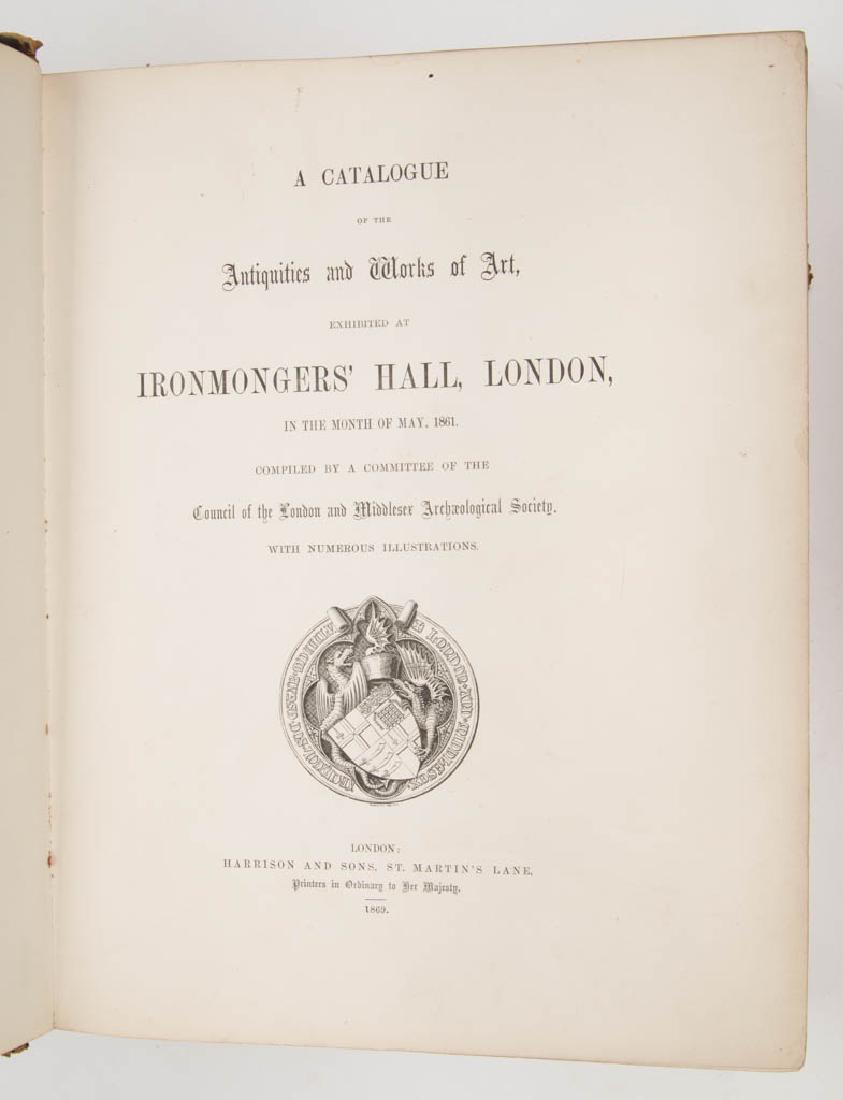 A CATALOGUE
OF THE
Antiquities and Works of Art,
EXHIBITED AT
IRONMONGERS' HALL, LONDON,
IN THE MONTH OF MAY, 1861.
COMPILED BY A COMMITTEE OF THE
Council of the London and Middlesex Archæological Society.
WITH NUMEROUS ILLUSTRATIONS.
LONDON:
HARRISON AND SONS, ST. MARTIN'S LANE,
Printers in Ordinary to Her Majesty.
1869.